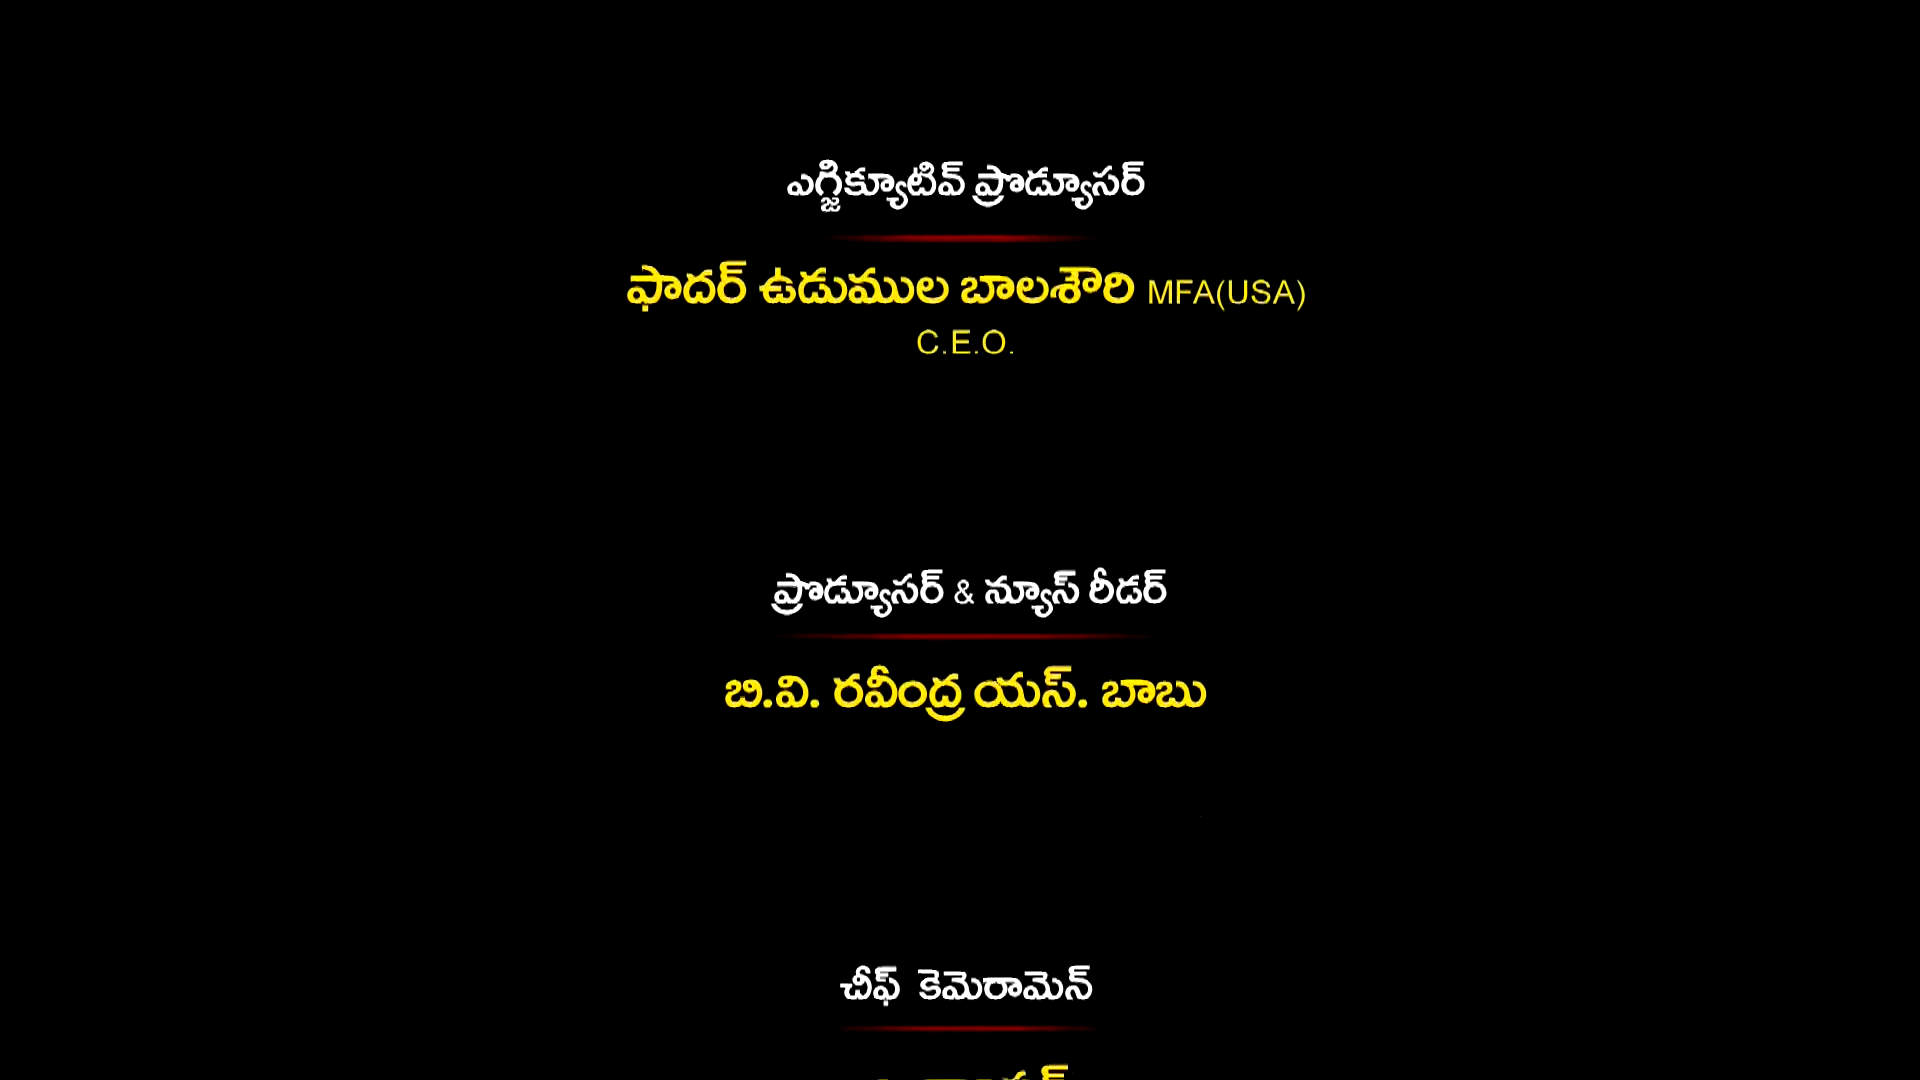 ఎగ్జిక్యూటివ్ ప్రొడ్యూసర్
ఫాదర్ ఉడుముల బాలశౌరి MFA(USA)
C.E.O.
ప్రొడ్యూసర్ & న్యూస్ రీడర్
బి.వి. రవీంద్ర యస్. బాబు
చీఫ్ కెమెరామెన్